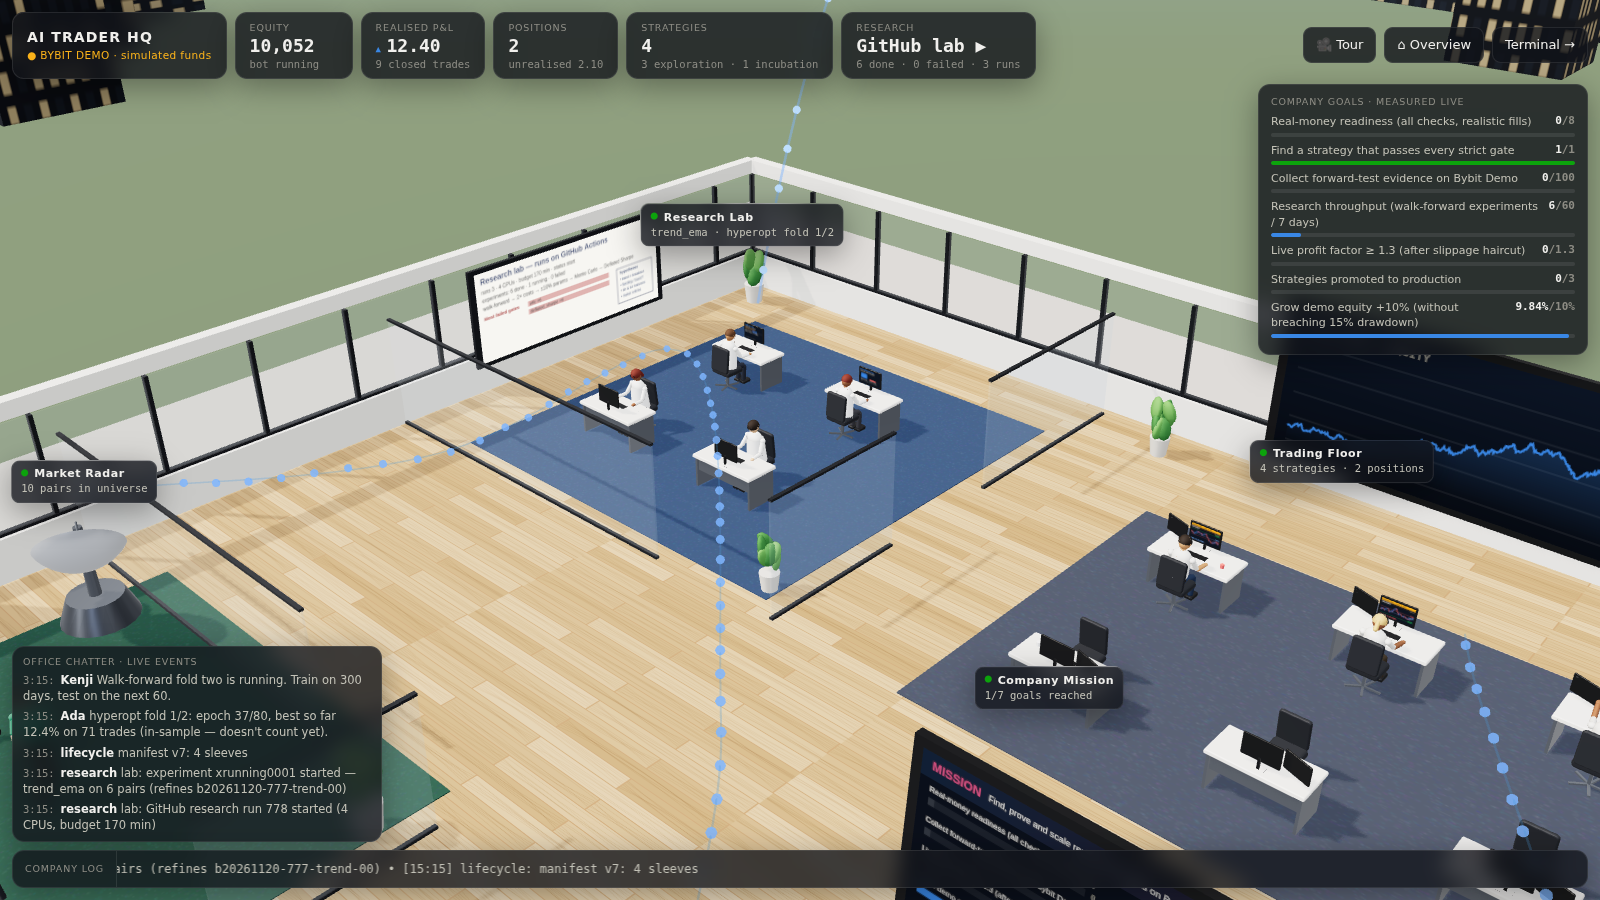 AI TRADER HQ
● BYBIT DEMO · simulated funds
EQUITY
10,052
bot running
REALISED P&L
▲ 12.40
9 closed trades
POSITIONS
2
unrealised 2.10
STRATEGIES
4
3 exploration · 1 incubation
RESEARCH
GitHub lab ▶
6 done · 0 failed · 3 runs
Tour
⌂ Overview
Terminal →
COMPANY GOALS · MEASURED LIVE
Real-money readiness (all checks, realistic fills) 0/8
Find a strategy that passes every strict gate 1/1
Collect forward-test evidence on Bybit Demo 0/100
Research throughput (walk-forward experiments 6/60
/ 7 days)
Live profit factor ≥ 1.3 (after slippage haircut) 0/1.3
Strategies promoted to production 0/3
Grow demo equity +10% (without 9.84%/10%
breaching 15% drawdown)
Research Lab
trend_ema · hyperopt fold 1/2
Research lab — runs on GitHub Actions
Market Radar
10 pairs in universe
Trading Floor
4 strategies · 2 positions
Company Mission
1/7 goals reached
MISSION Find, prove and scale
Real-money readiness (all checks, realistic
Collect forward-
OFFICE CHATTER · LIVE EVENTS
3:15: Kenji Walk-forward fold two is running. Train on 300
days, test on the next 60.
3:15: Ada hyperopt fold 1/2: epoch 37/80, best so far
12.4% on 71 trades (in-sample — doesn't count yet).
3:15: lifecycle manifest v7: 4 sleeves
3:15: research lab: experiment xrunning0001 started —
trend_ema on 6 pairs (refines b20261120-777-trend-00)
3:15: research lab: GitHub research run 778 started (4
CPUs, budget 170 min)
COMPANY LOG
airs (refines b20261120-777-trend-00) • [15:15] lifecycle: manifest v7: 4 sleeves